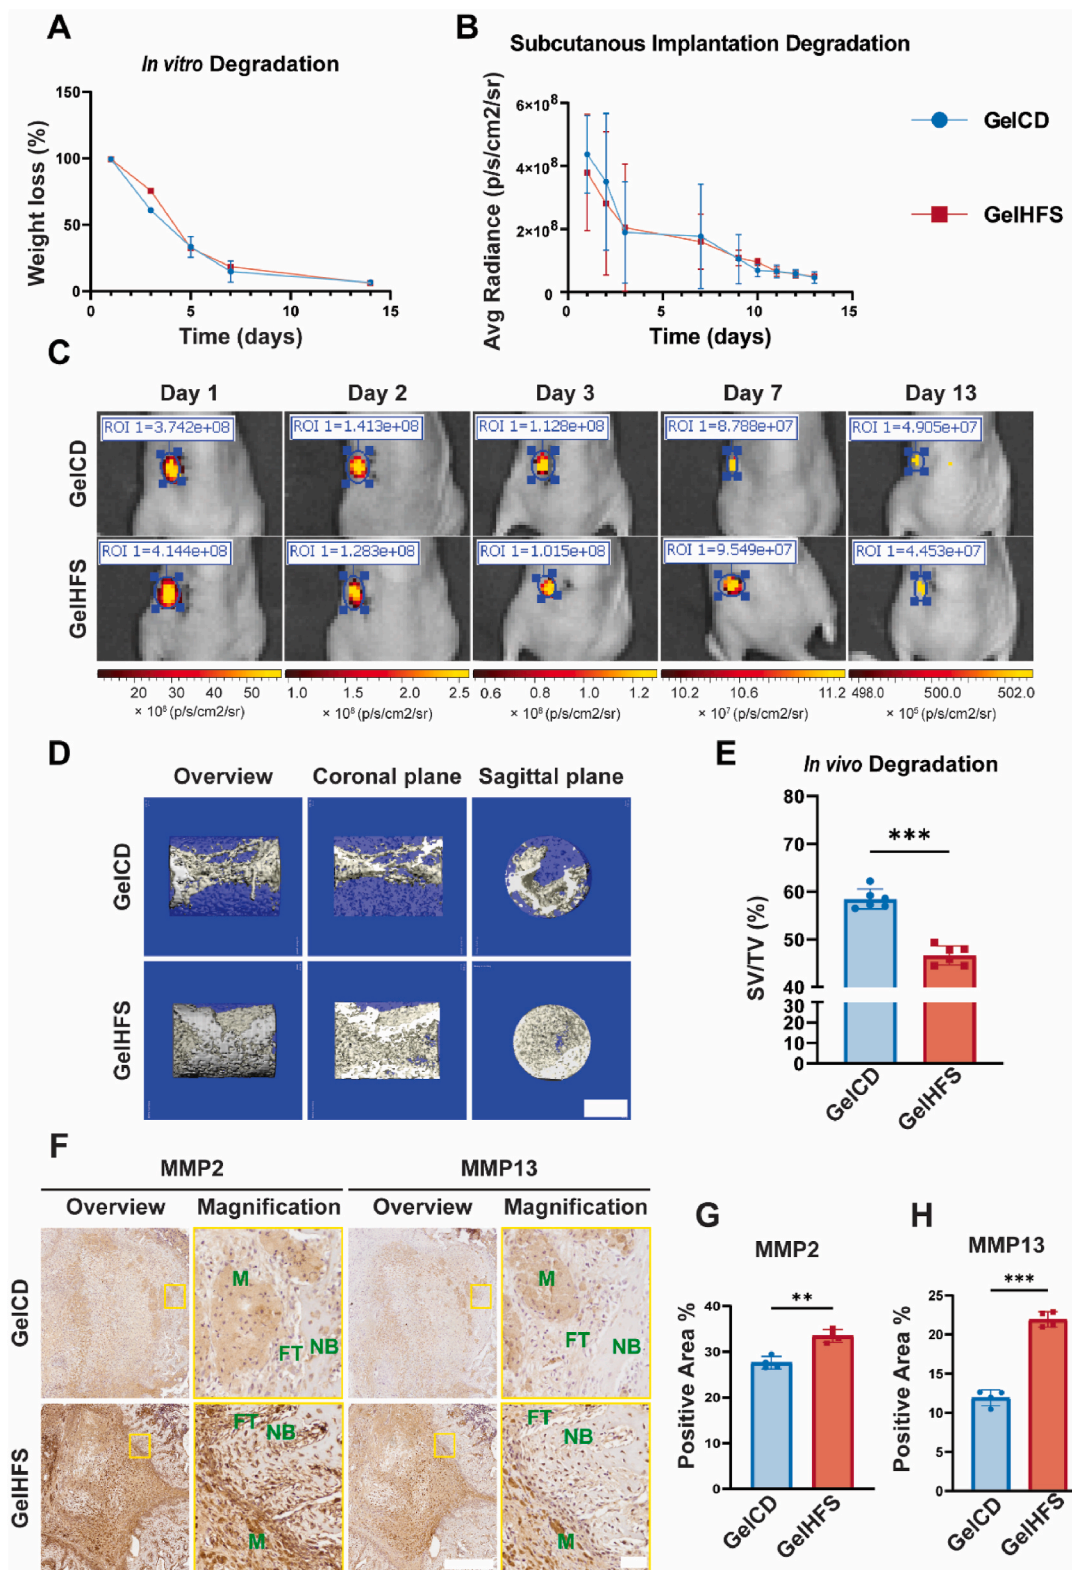 A
In vitro Degradation
Weight loss (%)
150
100
50
0
0 5 10 15
Time (days)
B
Subcutanous Implantation Degradation
Avg Radiance (p/s/cm2/sr)
6×10⁸
4×10⁸
2×10⁸
0
0 5 10 15
Time (days)
GelCD
GelHFS
C
Day 1 Day 2 Day 3 Day 7 Day 13
GelCD
ROI 1=3.742e+08 ROI 1=1.413e+08 ROI 1=1.128e+08 ROI 1=8.788e+07 ROI 1=4.905e+07
GelHFS
ROI 1=4.144e+08 ROI 1=1.283e+08 ROI 1=1.015e+08 ROI 1=9.549e+07 ROI 1=4.453e+07
20 30 40 50 1.0 1.5 2.0 2.5 0.6 0.8 1.0 1.2 10.2 10.6 11.2 498.0 500.0 502.0
× 10⁸ (p/s/cm2/sr) × 10⁸ (p/s/cm2/sr) × 10⁸ (p/s/cm2/sr) × 10⁷ (p/s/cm2/sr) × 10⁵ (p/s/cm2/sr)
D
Overview Coronal plane Sagittal plane
GelCD
GelHFS
E
In vivo Degradation
SV/TV (%)
80
70
60
50
40
30
20
10
0
***
GelCD GelHFS
F
MMP2 MMP13
Overview Magnification Overview Magnification
GelCD
M FT NB M FT NB
GelHFS
FT NB M FT NB M
G
MMP2
Positive Area %
40
30
20
10
0
**
GelCD GelHFS
H
MMP13
Positive Area %
25
20
15
10
5
0
***
GelCD GelHFS